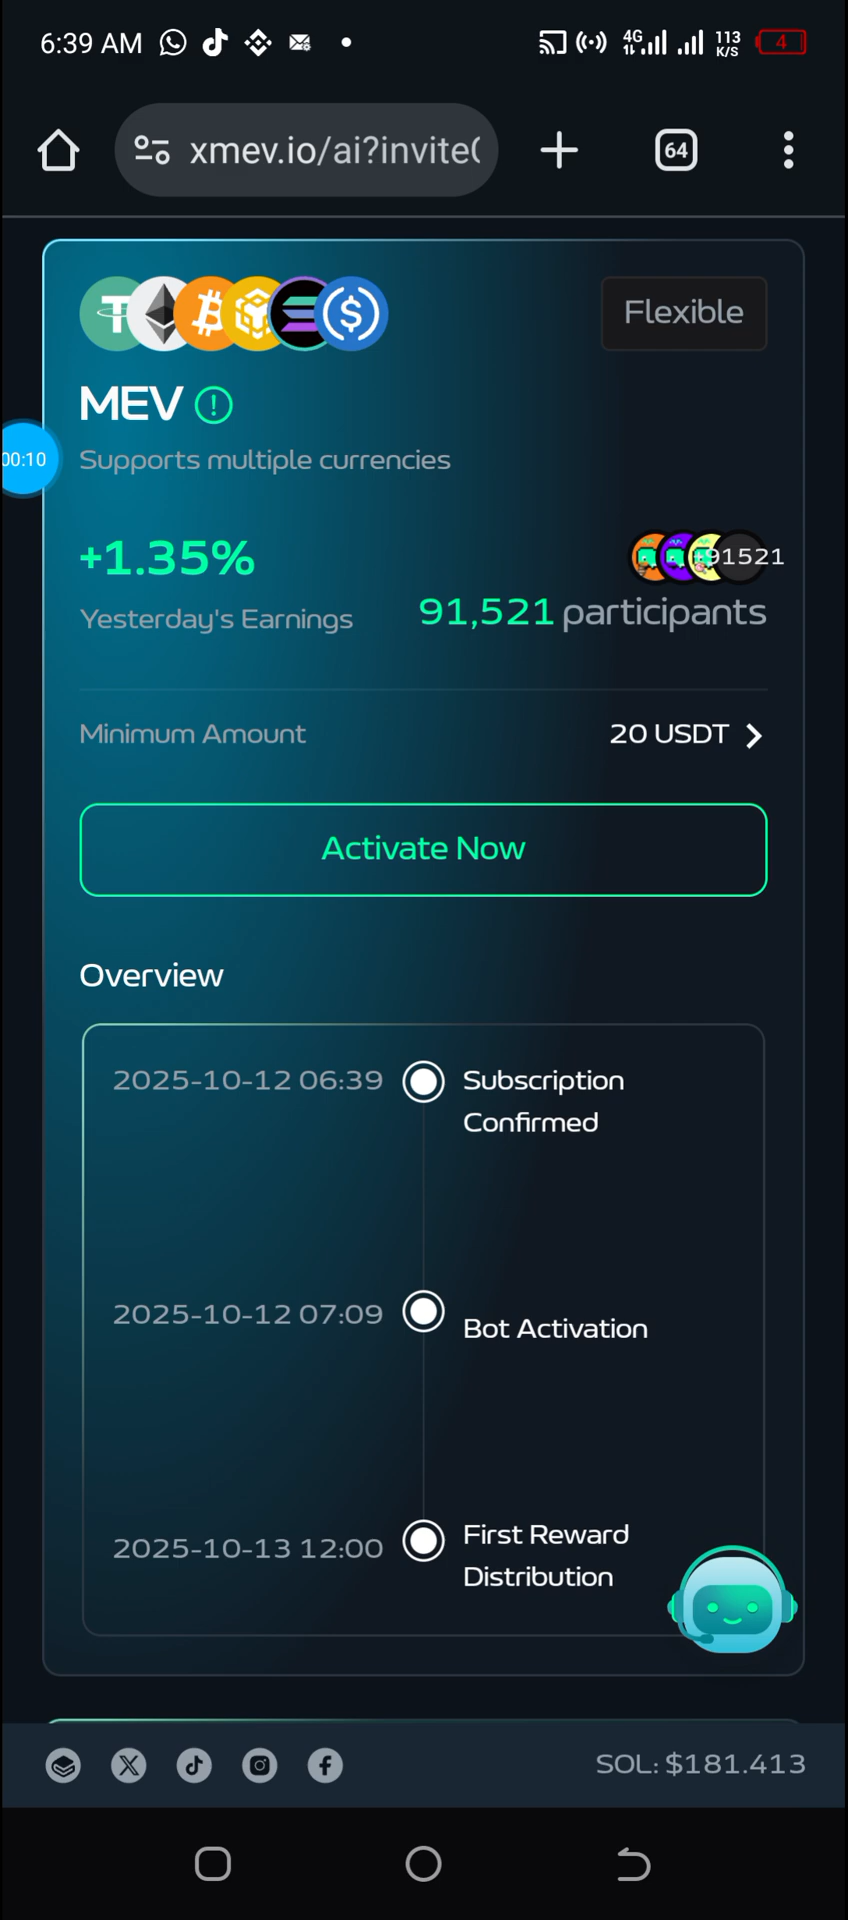 6:39 AM
4G
113
K/S
4
xmev.io/ai?invite
64
Flexible
MEV
00:10
Supports multiple currencies
+1.35%
+91521
Yesterday's Earnings
91,521 participants
Minimum Amount
20 USDT
Activate Now
Overview
2025-10-12 06:39
Subscription
Confirmed
2025-10-12 07:09
Bot Activation
2025-10-13 12:00
First Reward
Distribution
SOL: $181.413